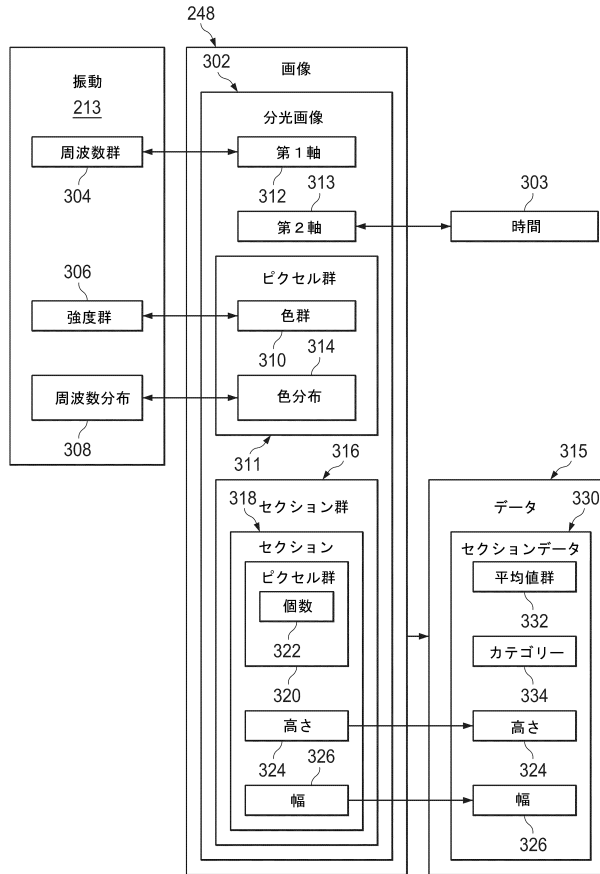 248
302
画像
振動
213
分光画像
周波数群
304
第1軸
312
313
第2軸
303
時間
ピクセル群
306
強度群
色群
310
314
周波数分布
308
色分布
311
316
セクション群
318
セクション
ピクセル群
個数
322
320
高さ
324
326
幅
315
データ
330
セクションデータ
平均値群
332
カテゴリー
334
高さ
324
幅
326